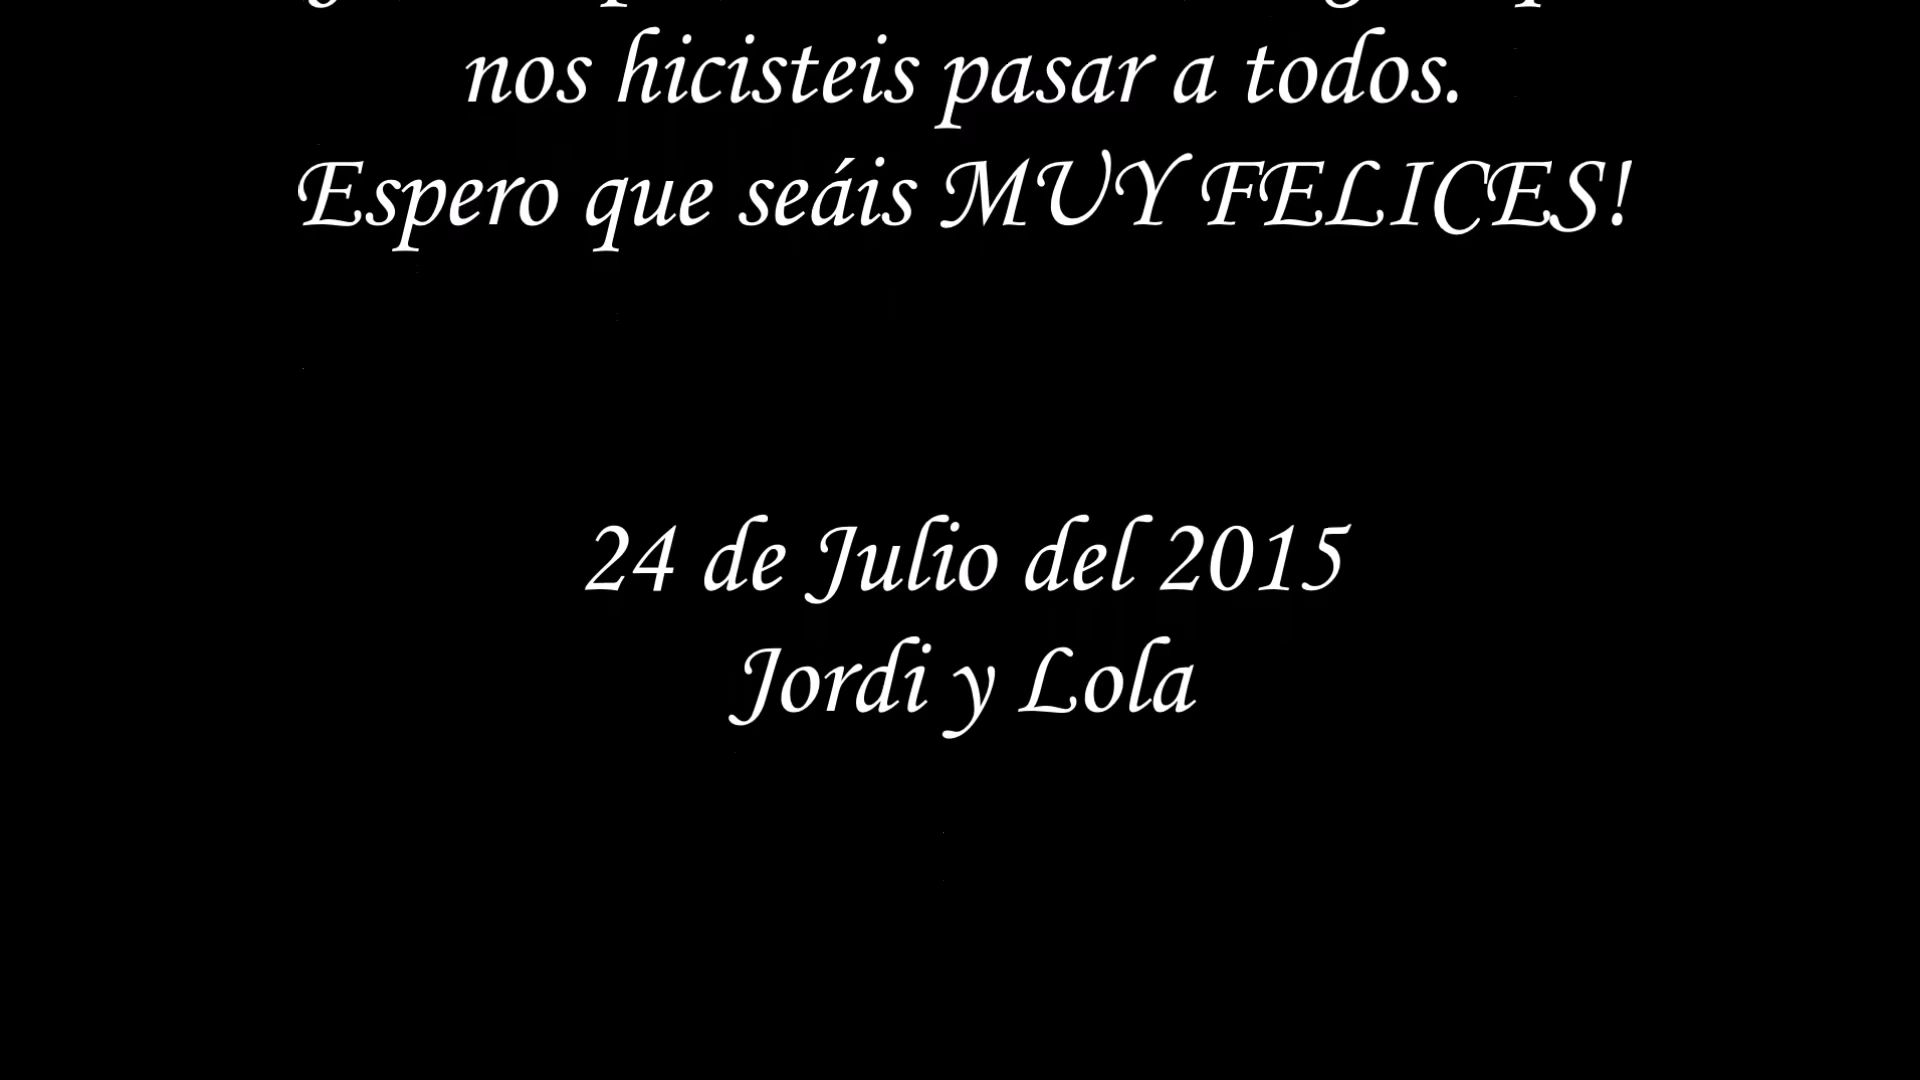 nos hicisteis pasar a todos.
Espero que seáis MUY FELICES!
24 de Julio del 2015
Jordi y Lola